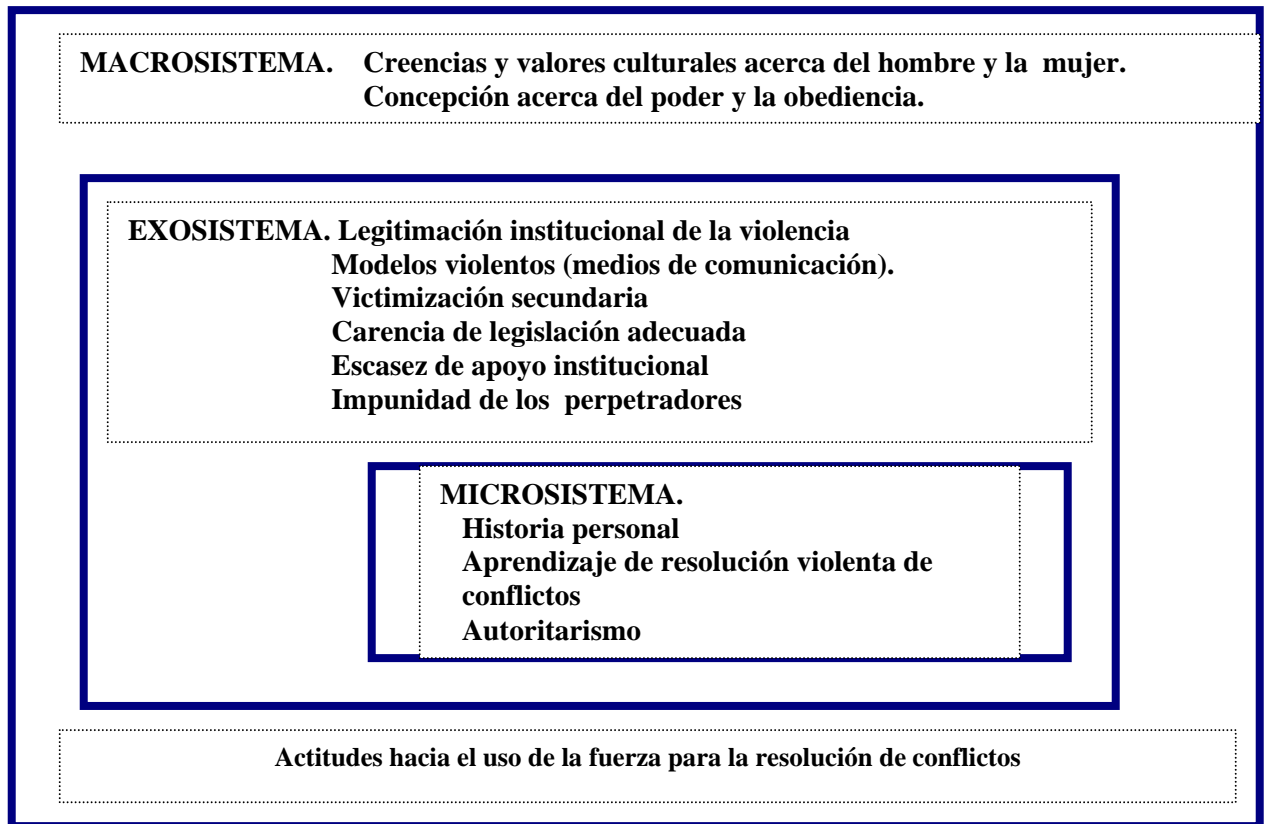 MACROSISTEMA. Creencias y valores culturales acerca del hombre y la mujer.
Concepción acerca del poder y la obediencia.
EXOSISTEMA. Legitimación institucional de la violencia
Modelos violentos (medios de comunicación).
Victimización secundaria
Carencia de legislación adecuada
Escasez de apoyo institucional
Impunidad de los perpetradores
MICROSISTEMA.
Historia personal
Aprendizaje de resolución violenta de
conflictos
Autoritarismo
Actitudes hacia el uso de la fuerza para la resolución de conflictos